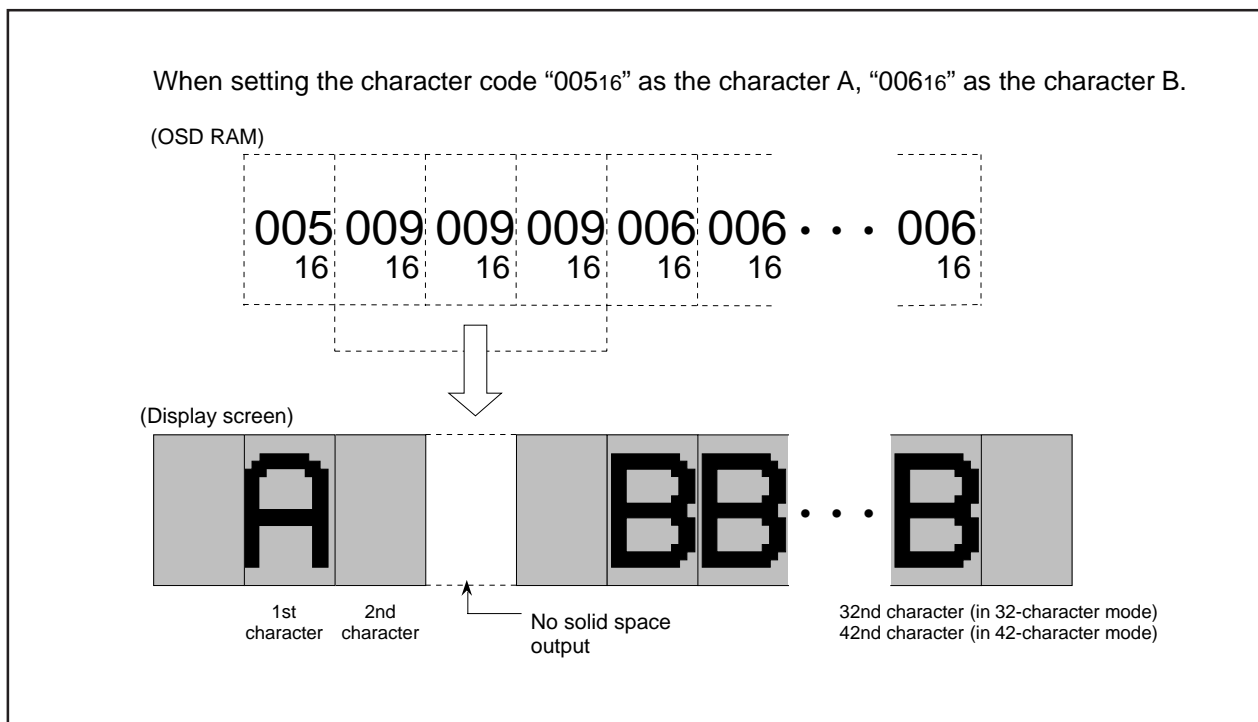 When setting the character code “00516” as the character A, “00616” as the character B.
(OSD RAM)
005 009 009 009 006 006 • • • 006
16 16 16 16 16 16 16
(Display screen)
A B B • • • B
1st character 2nd character
No solid space output
32nd character (in 32-character mode)
42nd character (in 42-character mode)